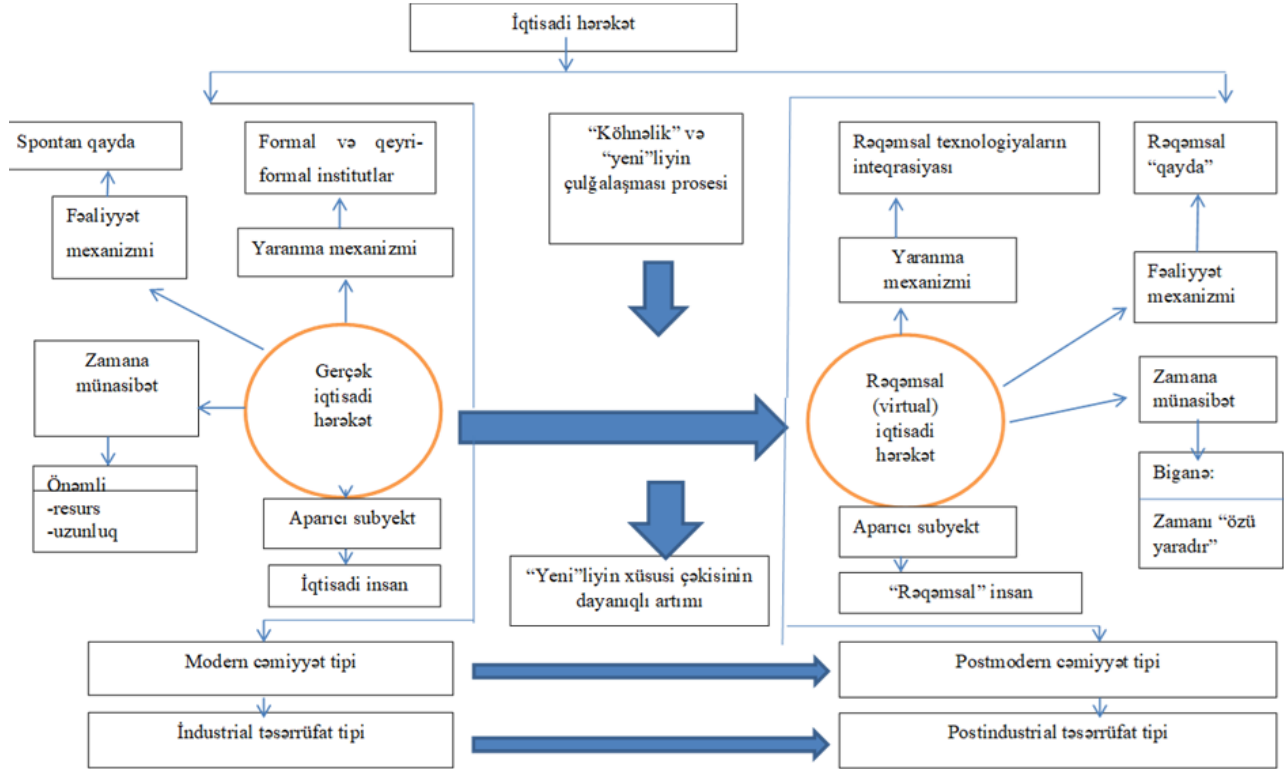 İqtisadi hərəkət
Spontan qayda
Fəaliyyət
mexanizmi
Formal və qeyri-
formal institutlar
Yaranma mexanizmi
Zamana
münasibət
Önəmli
-resurs
-uzunluq
Gerçək
iqtisadi
hərəkət
Aparıcı subyekt
İqtisadi insan
“Köhnəlik” və
“yeni”liyin
çulğalaşması prosesi
“Yeni”liyin xüsusi çəkisinin
dayanıqlı artımı
Rəqəmsal texnologiyaların
inteqrasiyası
Yaranma
mexanizmi
Rəqəmsal
“qayda”
Fəaliyyət
mexanizmi
Rəqəmsal
(virtual)
iqtisadi
hərəkət
Zamana
münasibət
Biganə:
Zamanı “özü
yaradır”
Aparıcı subyekt
“Rəqəmsal” insan
Modern cəmiyyət tipi
Postmodern cəmiyyət tipi
İndustrial təsərrüfat tipi
Postindustrial təsərrüfat tipi